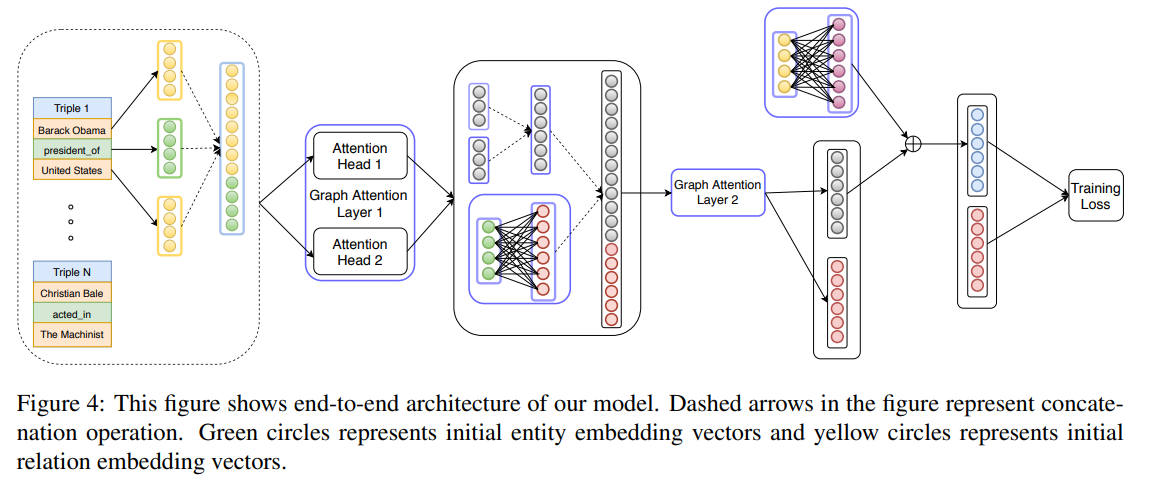 Triple 1
Barack Obama
president_of
United States
Triple N
Christian Bale
acted_in
The Machinist
Attention
Head 1
Graph Attention
Layer 1
Attention
Head 2
Graph Attention
Layer 2
Training
Loss
Figure 4: This figure shows end-to-end architecture of our model. Dashed arrows in the figure represent concate-
nation operation. Green circles represents initial entity embedding vectors and yellow circles represents initial
relation embedding vectors.